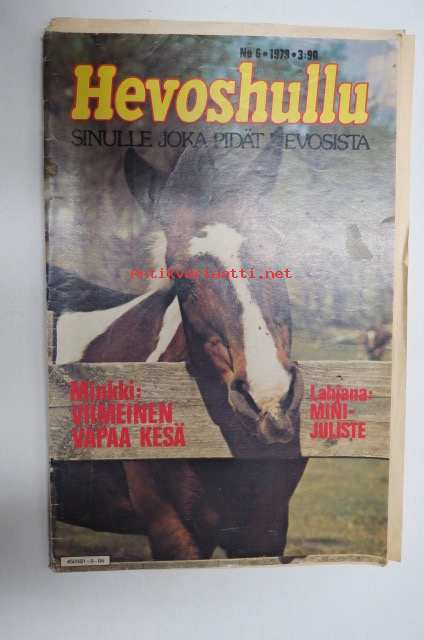 No 6 • 1979 • 3:90
Hevoshullu
SINULLE JOKA PIDÄT HEVOSISTA
antikvariaatti.net
Minkki:
VIIMEINEN
VAPAA KESÄ
Lahjana:
MINI-
JULISTE